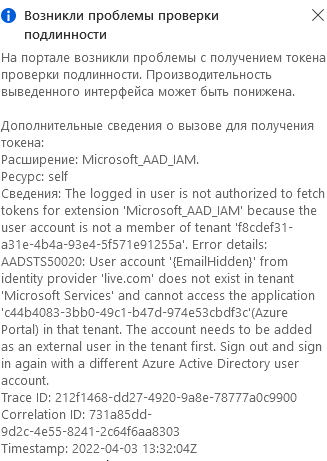 Возникли проблемы проверки
подлинности
На портале возникли проблемы с получением токена
проверки подлинности. Производительность
выведенного интерфейса может быть понижена.
Дополнительные сведения о вызове для получения
токена:
Расширение: Microsoft_AAD_IAM.
Ресурс: self
Сведения: The logged in user is not authorized to fetch
tokens for extension 'Microsoft_AAD_IAM' because the
user account is not a member of tenant 'f8cdef31-
a31e-4b4a-93e4-5f571e91255a'. Error details:
AADSTS50020: User account '{EmailHidden}' from
identity provider 'live.com' does not exist in tenant
'Microsoft Services' and cannot access the application
'c44b4083-3bb0-49c1-b47d-974e53cbdf3c'(Azure
Portal) in that tenant. The account needs to be added
as an external user in the tenant first. Sign out and sign
in again with a different Azure Active Directory user
account.
Trace ID: 212f1468-dd27-4920-9a8e-78777a0c9900
Correlation ID: 731a85dd-
9d2c-4e55-8241-2c64f6aa8303
Timestamp: 2022-04-03 13:32:04Z